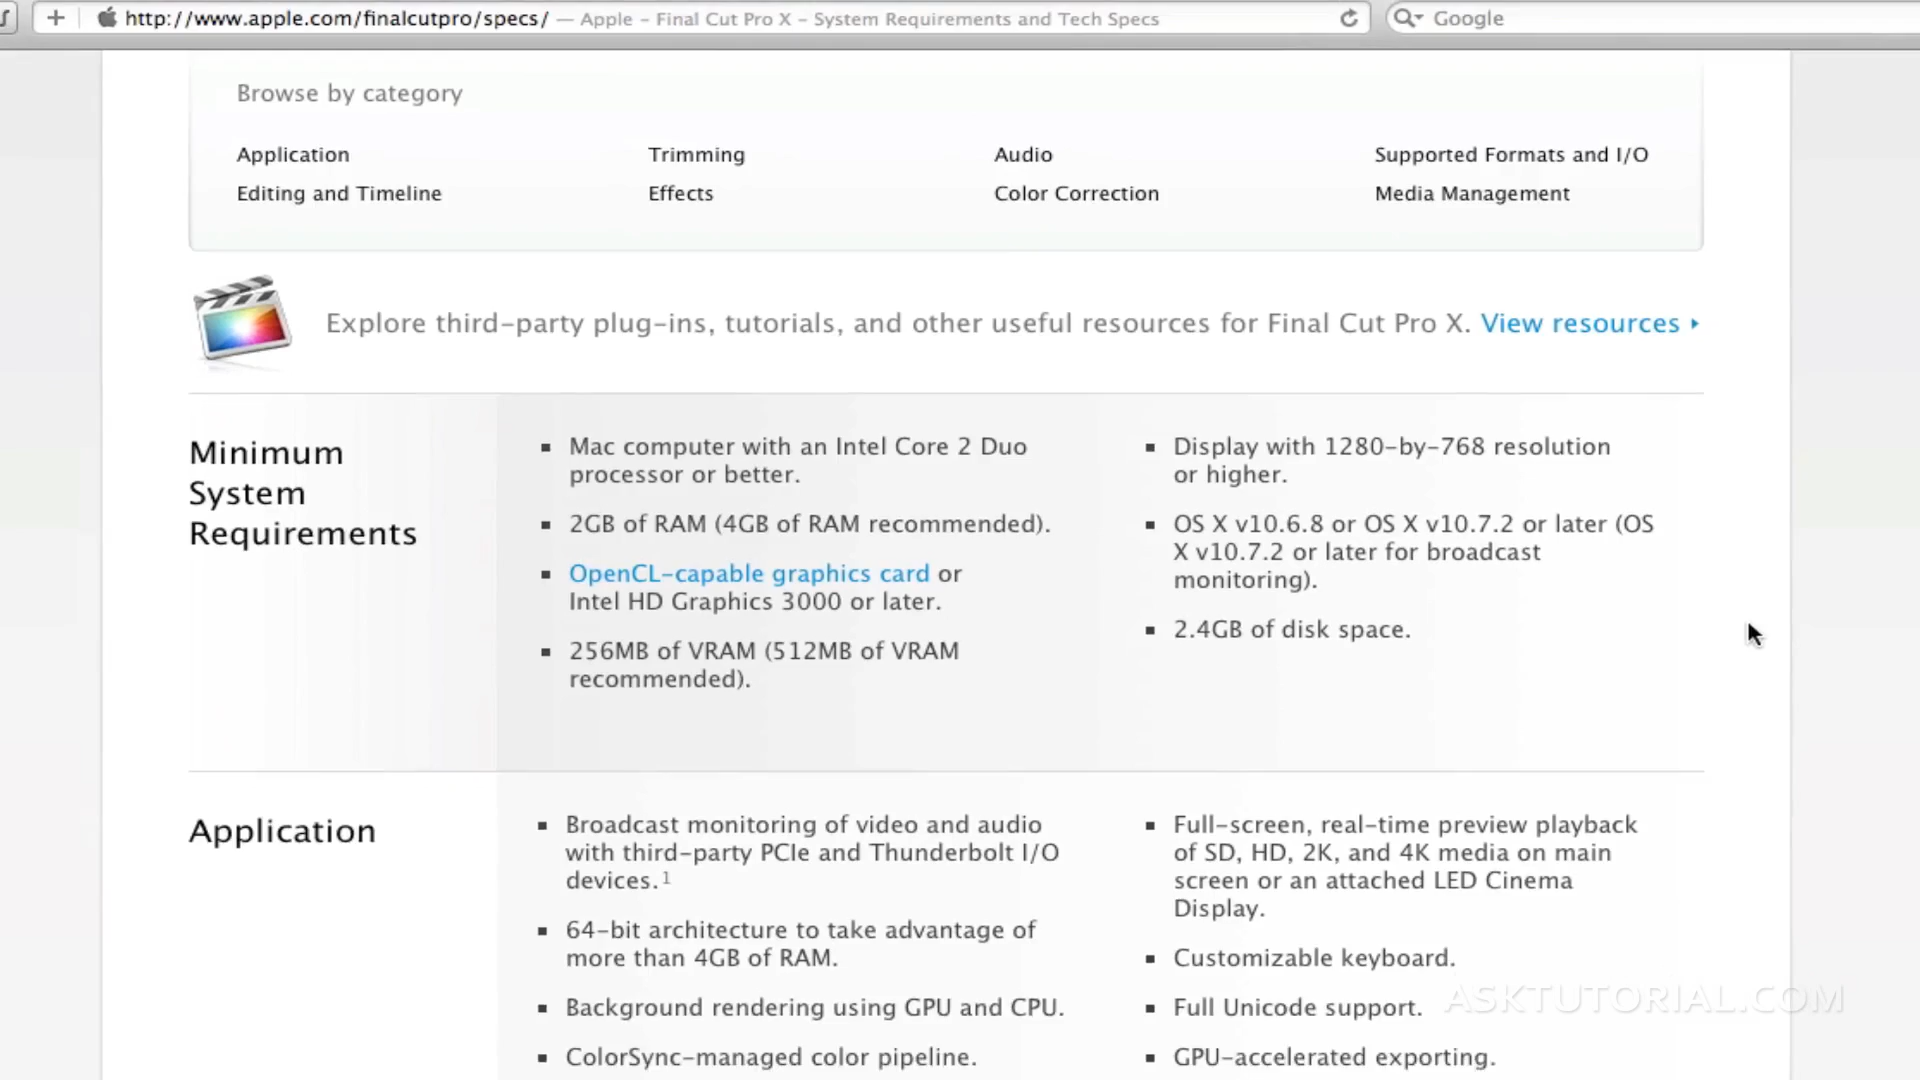 http://www.apple.com/finalcutpro/specs/ — Apple – Final Cut Pro X – System Requirements and Tech Specs
Google
Browse by category
Application
Trimming
Audio
Supported Formats and I/O
Editing and Timeline
Effects
Color Correction
Media Management
Explore third-party plug-ins, tutorials, and other useful resources for Final Cut Pro X. View resources
Minimum
System
Requirements
Mac computer with an Intel Core 2 Duo
processor or better.
2GB of RAM (4GB of RAM recommended).
OpenCL-capable graphics card or
Intel HD Graphics 3000 or later.
256MB of VRAM (512MB of VRAM
recommended).
Display with 1280-by-768 resolution
or higher.
OS X v10.6.8 or OS X v10.7.2 or later (OS
X v10.7.2 or later for broadcast
monitoring).
2.4GB of disk space.
Application
Broadcast monitoring of video and audio
with third-party PCIe and Thunderbolt I/O
devices.1
64-bit architecture to take advantage of
more than 4GB of RAM.
Background rendering using GPU and CPU.
ColorSync-managed color pipeline.
Full-screen, real-time preview playback
of SD, HD, 2K, and 4K media on main
screen or an attached LED Cinema
Display.
Customizable keyboard.
Full Unicode support.
GPU-accelerated exporting.
ASKTUTORIAL.COM